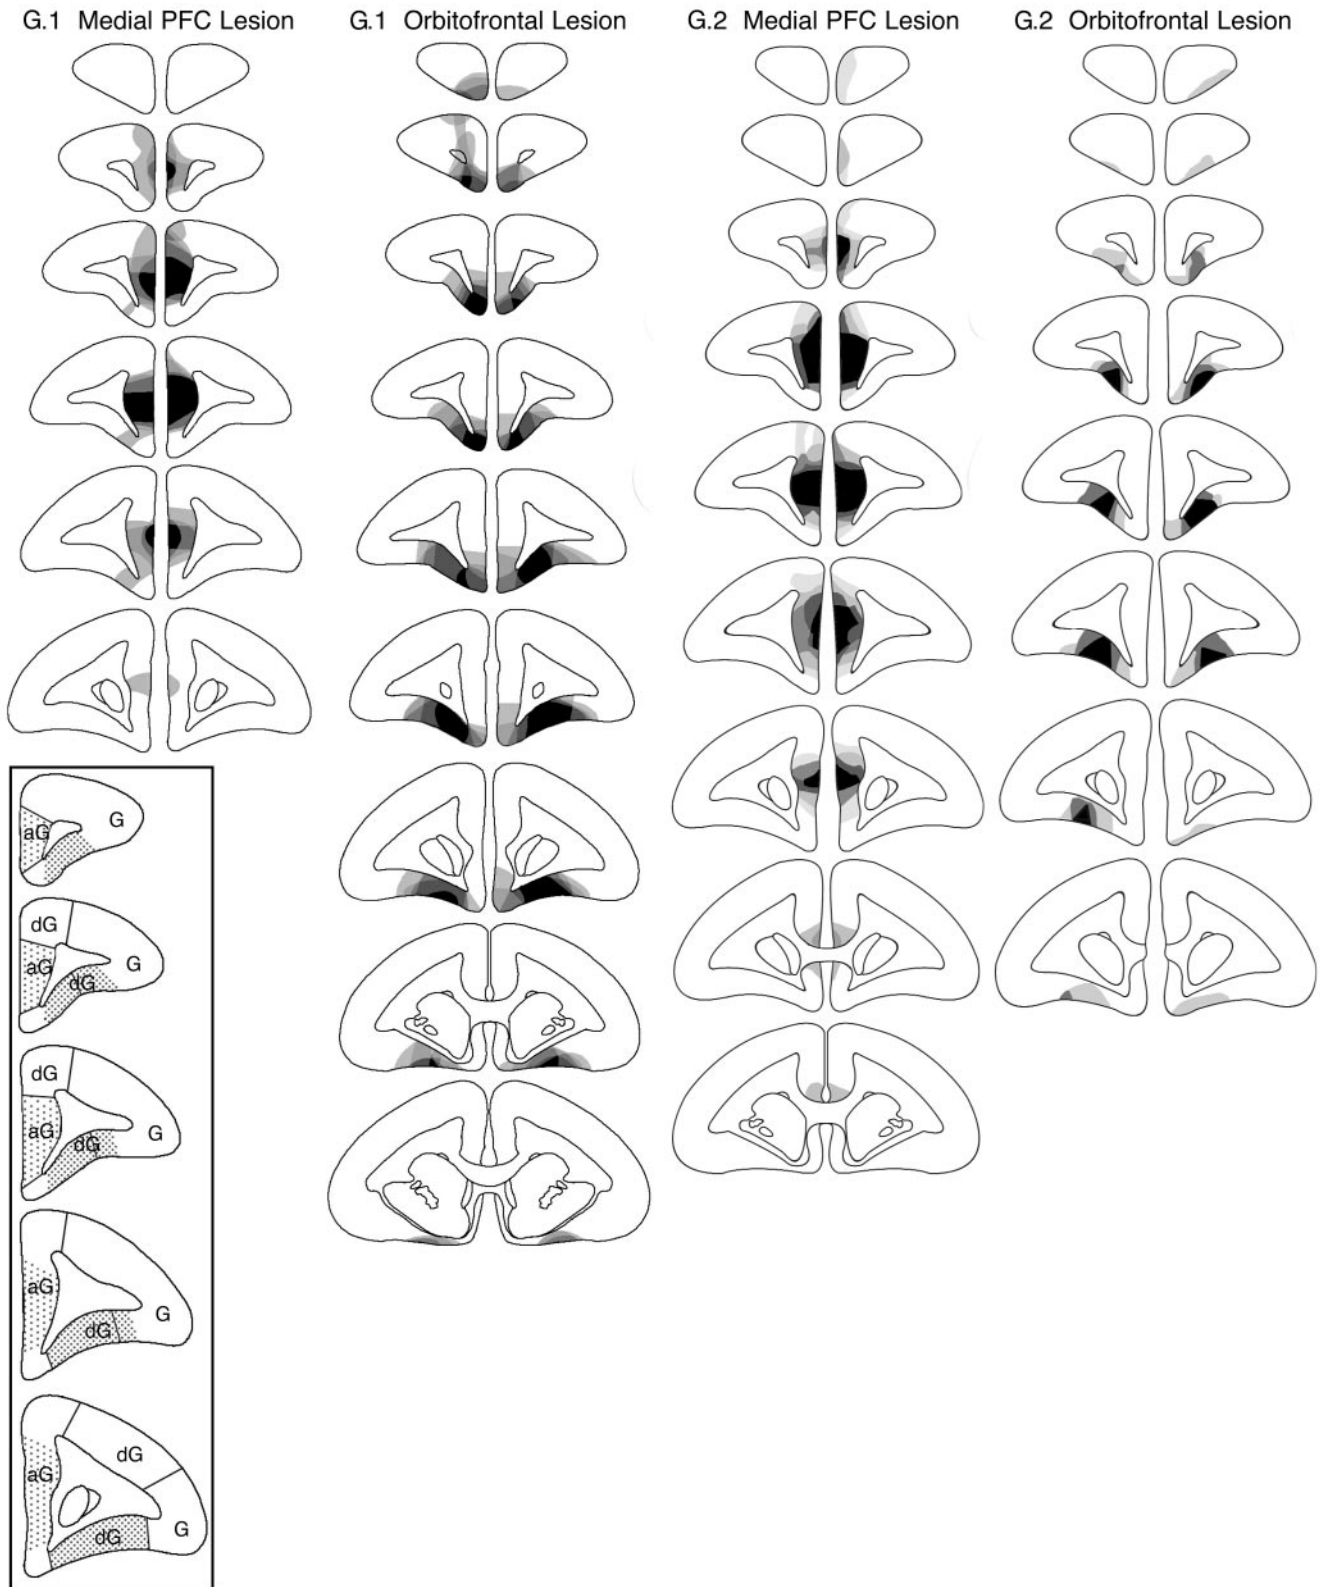 G.1 Medial PFC Lesion
G.1 Orbitofrontal Lesion
G.2 Medial PFC Lesion
G.2 Orbitofrontal Lesion
aG
G
dG
aG
dG
G
dG
aG
dG
G
aG
dG
G
dG
aG
dG
G